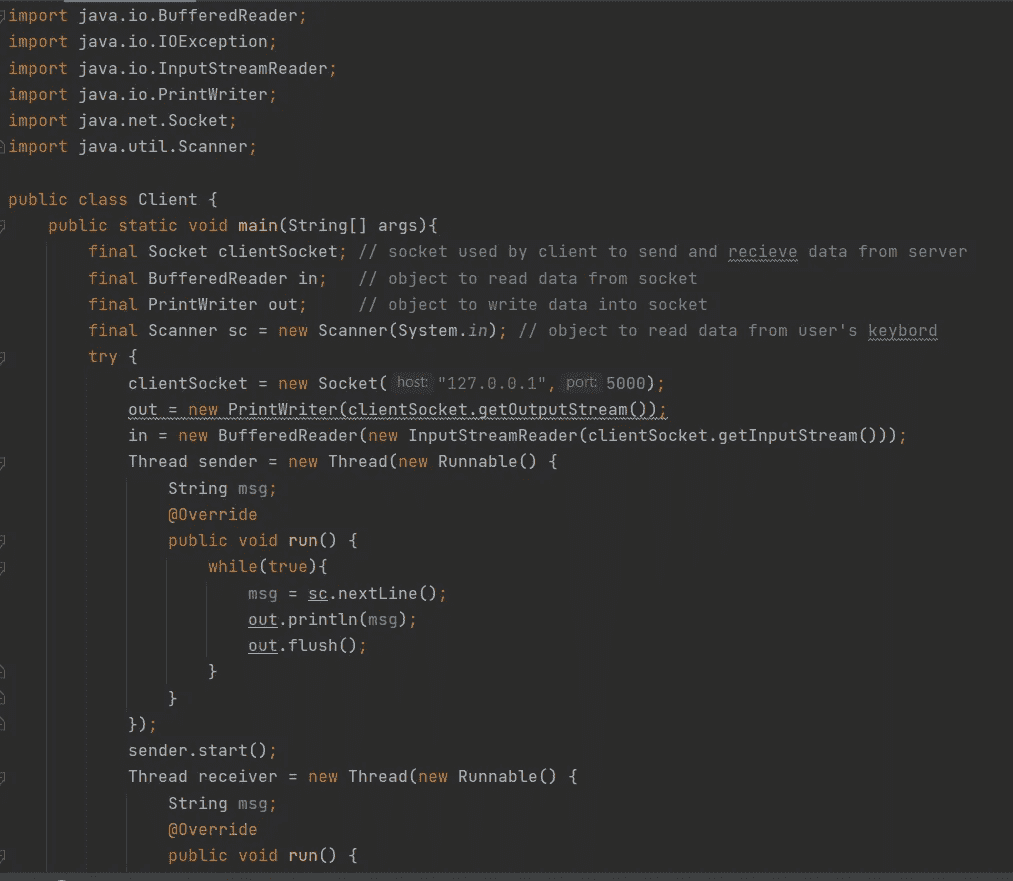 import java.io.BufferedReader;
import java.io.IOException;
import java.io.InputStreamReader;
import java.io.PrintWriter;
import java.net.Socket;
import java.util.Scanner;
public class Client {
public static void main(String[] args){
final Socket clientSocket; // socket used by client to send and recieve data from server
final BufferedReader in; // object to read data from socket
final PrintWriter out; // object to write data into socket
final Scanner sc = new Scanner(System.in); // object to read data from user's keybord
try {
clientSocket = new Socket( host: "127.0.0.1", port: 5000);
out = new PrintWriter(clientSocket.getOutputStream());
in = new BufferedReader(new InputStreamReader(clientSocket.getInputStream()));
Thread sender = new Thread(new Runnable() {
String msg;
@Override
public void run() {
while(true){
msg = sc.nextLine();
out.println(msg);
out.flush();
}
}
});
sender.start();
Thread receiver = new Thread(new Runnable() {
String msg;
@Override
public void run() {